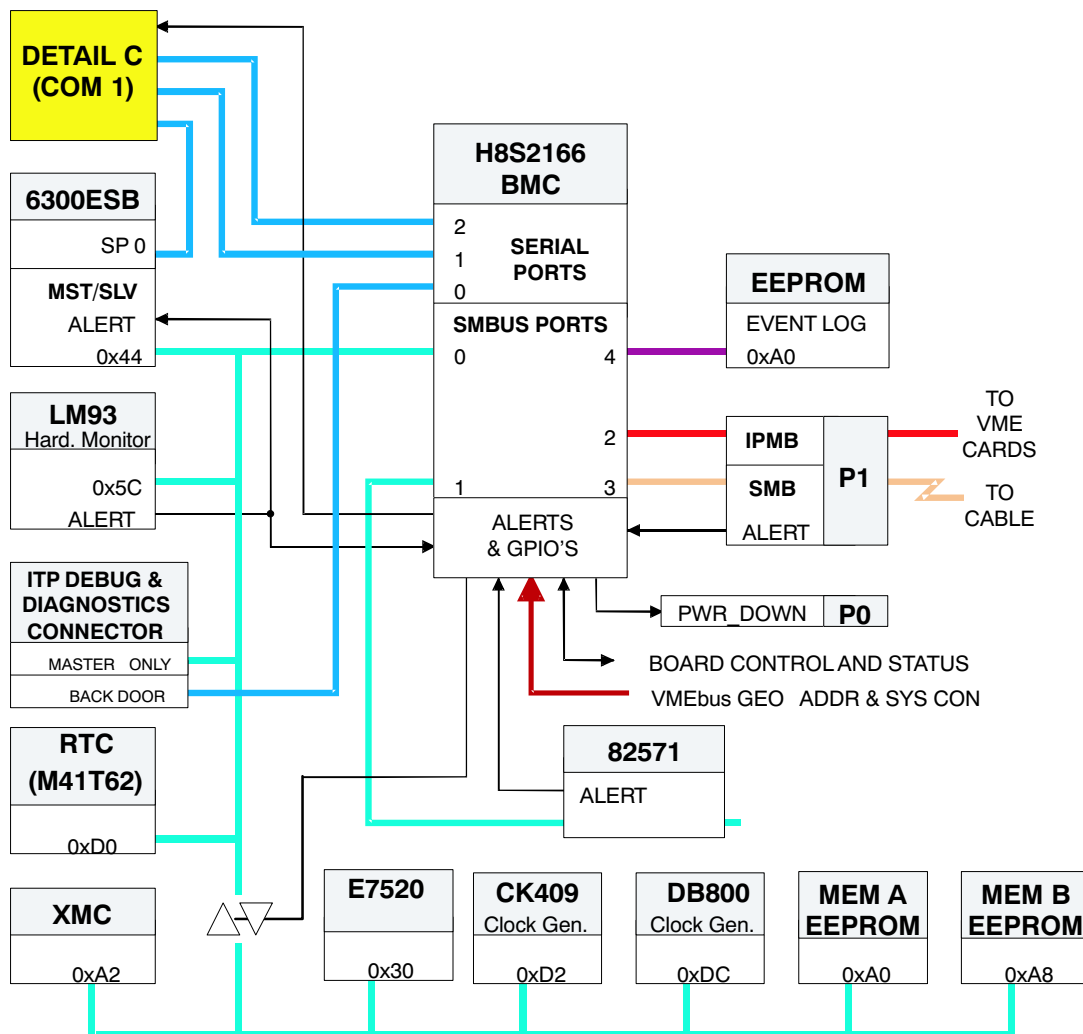 DETAIL C
(COM 1)
6300ESB
SP 0
MST/SLV
ALERT
0x44
LM93
Hard. Monitor
0x5C
ALERT
ITP DEBUG &
DIAGNOSTICS
CONNECTOR
MASTER ONLY
BACK DOOR
RTC
(M41T62)
0xD0
XMC
0xA2
H8S2166
BMC
2
1
0
SERIAL
PORTS
SMBUS PORTS
0
4
2
1
3
ALERTS
& GPIO'S
EEPROM
EVENT LOG
0xA0
IPMB
SMB
ALERT
P1
TO
VME
CARDS
TO
CABLE
PWR_DOWN
P0
BOARD CONTROL AND STATUS
VMEbus GEO ADDR & SYS CON
82571
ALERT
E7520
0x30
CK409
Clock Gen.
0xD2
DB800
Clock Gen.
0xDC
MEM A
EEPROM
0xA0
MEM B
EEPROM
0xA8